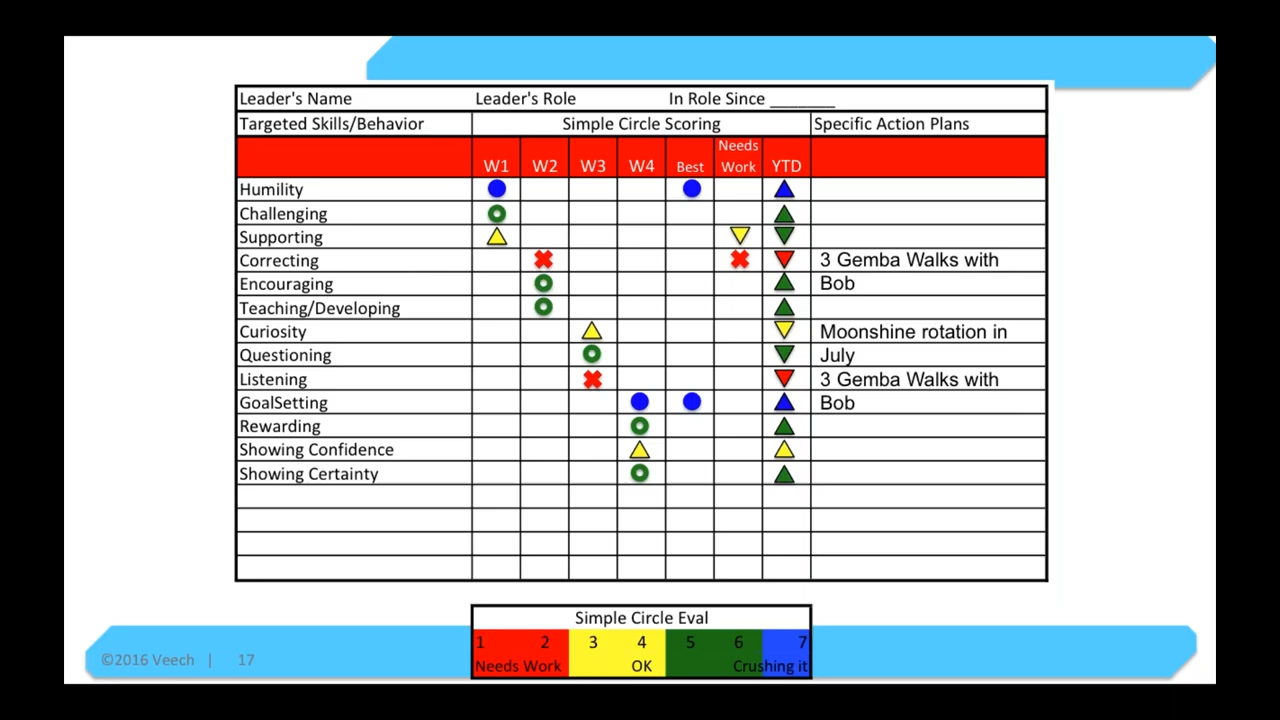 Leader's Name Leader's Role In Role Since _______
Targeted Skills/Behavior Simple Circle Scoring Specific Action Plans
W1 W2 W3 W4 Best Needs Work YTD
Humility
Challenging
Supporting
Correcting 3 Gemba Walks with
Encouraging Bob
Teaching/Developing
Curiosity Moonshine rotation in
Questioning July
Listening 3 Gemba Walks with
GoalSetting Bob
Rewarding
Showing Confidence
Showing Certainty
Simple Circle Eval
1 2 3 4 5 6 7
Needs Work OK Crushing it
©2016 Veech | 17